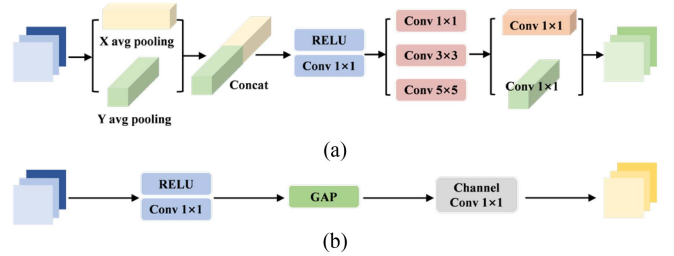 X avg pooling
Y avg pooling
Concat
RELU
Conv 1×1
Conv 1×1
Conv 3×3
Conv 5×5
Conv 1×1
Conv 1×1
(a)
RELU
Conv 1×1
GAP
Channel
Conv 1×1
(b)